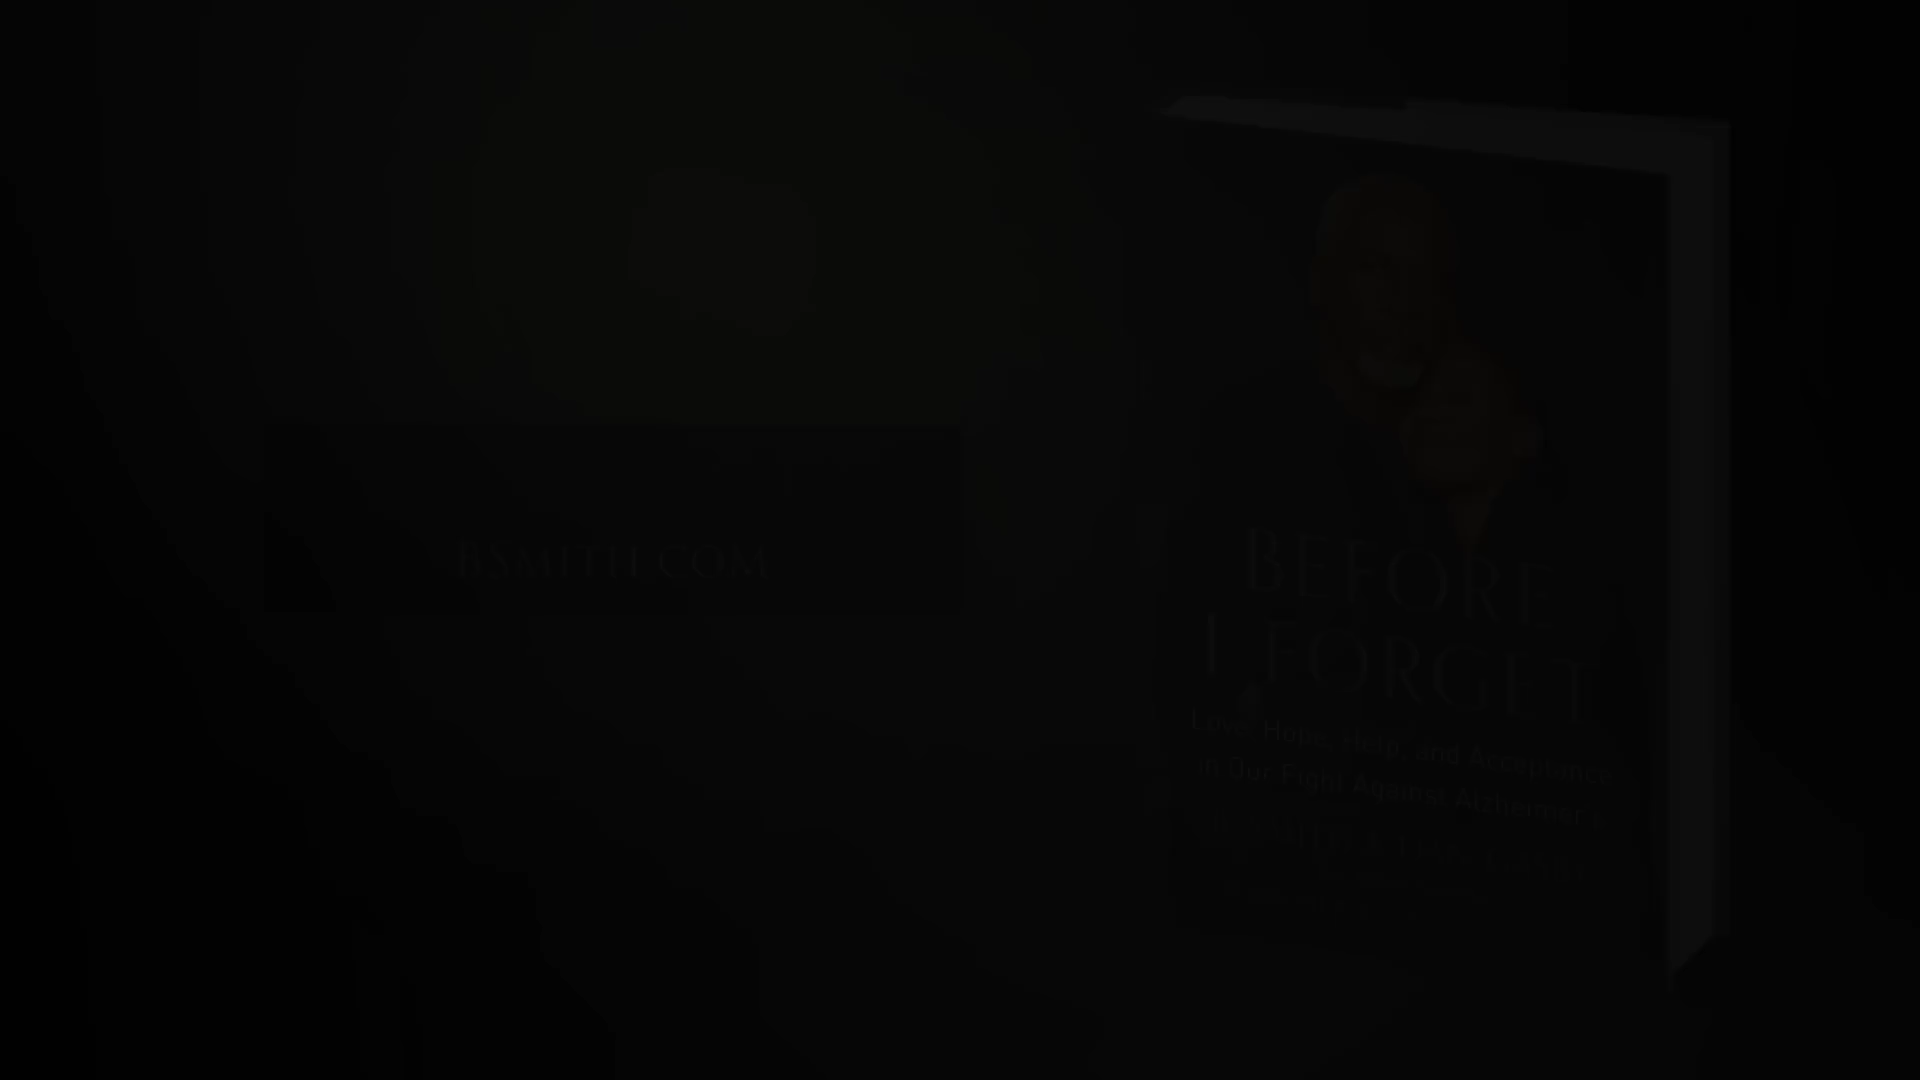 BSMITH.COM
BEFORE
I FORGET
Love, Hope, Help, and Acceptance
in Our Fight Against Alzheimer's